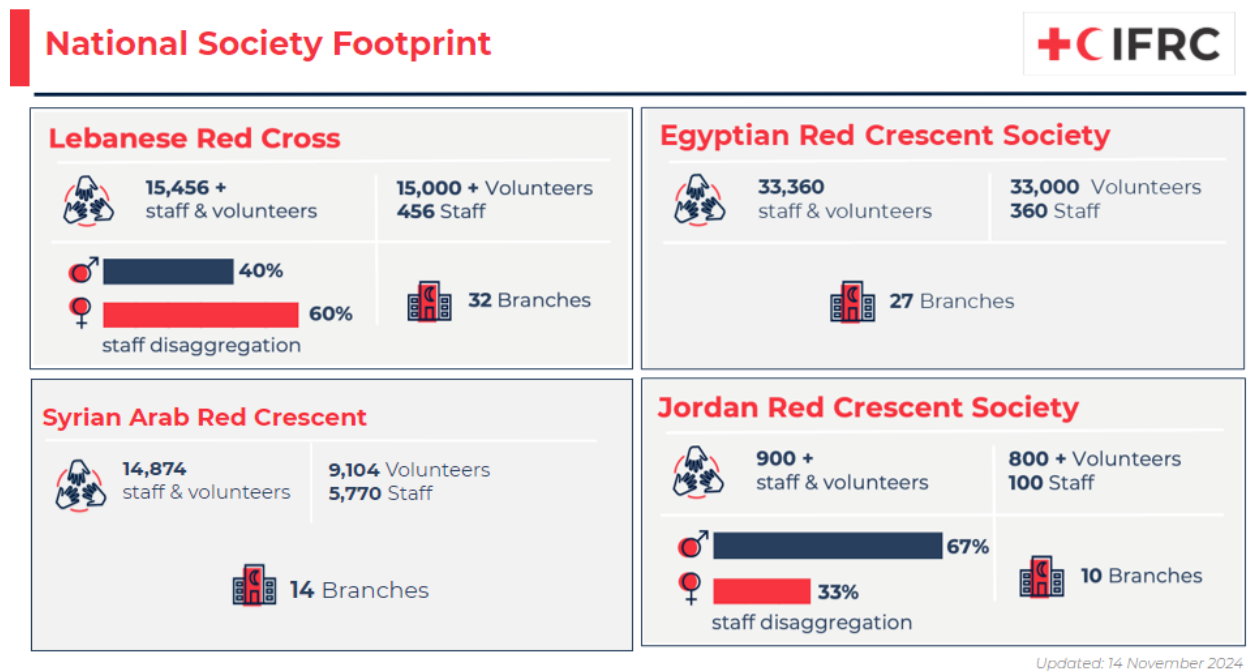 National Society Footprint
IFRC
Lebanese Red Cross
15,456 +
staff & volunteers
15,000 + Volunteers
456 Staff
40%
60%
staff disaggregation
32 Branches
Egyptian Red Crescent Society
33,360
staff & volunteers
33,000 Volunteers
360 Staff
27 Branches
Syrian Arab Red Crescent
14,874
staff & volunteers
9,104 Volunteers
5,770 Staff
14 Branches
Jordan Red Crescent Society
900 +
staff & volunteers
800 + Volunteers
100 Staff
67%
33%
staff disaggregation
10 Branches
Updated: 14 November 2024